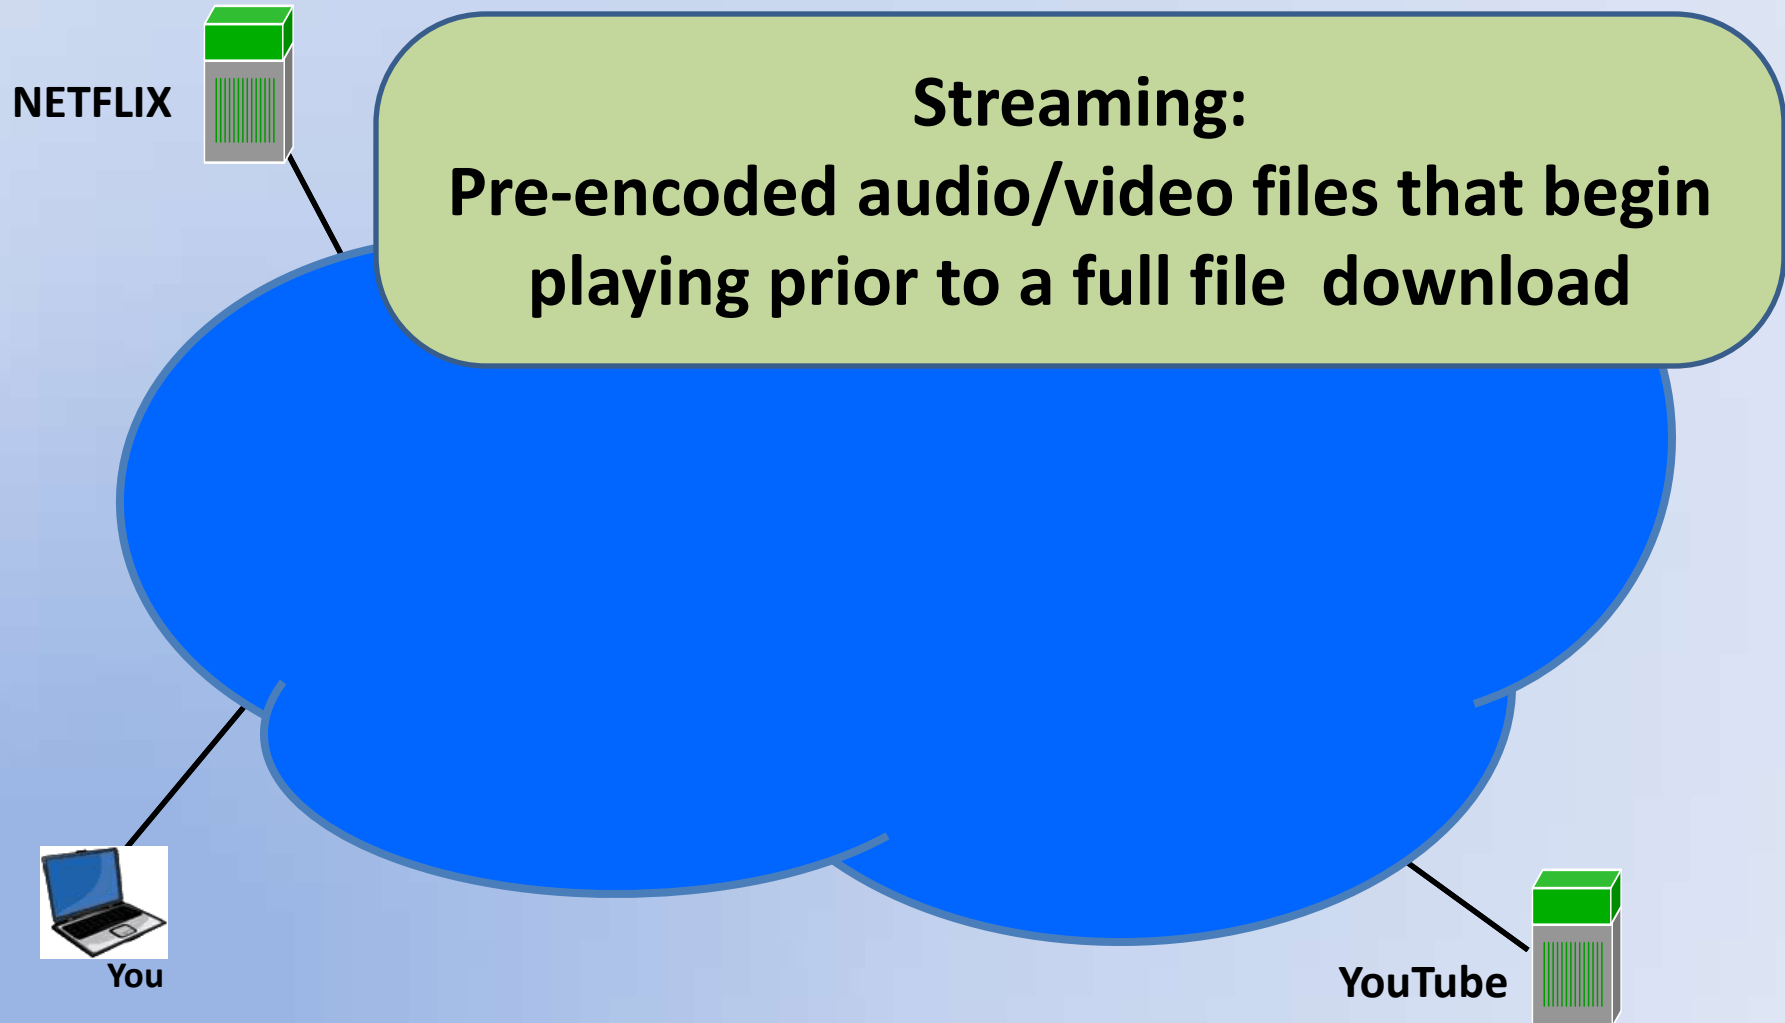 NETFLIX
Streaming:
Pre-encoded audio/video files that begin
playing prior to a full file  download
You
YouTube